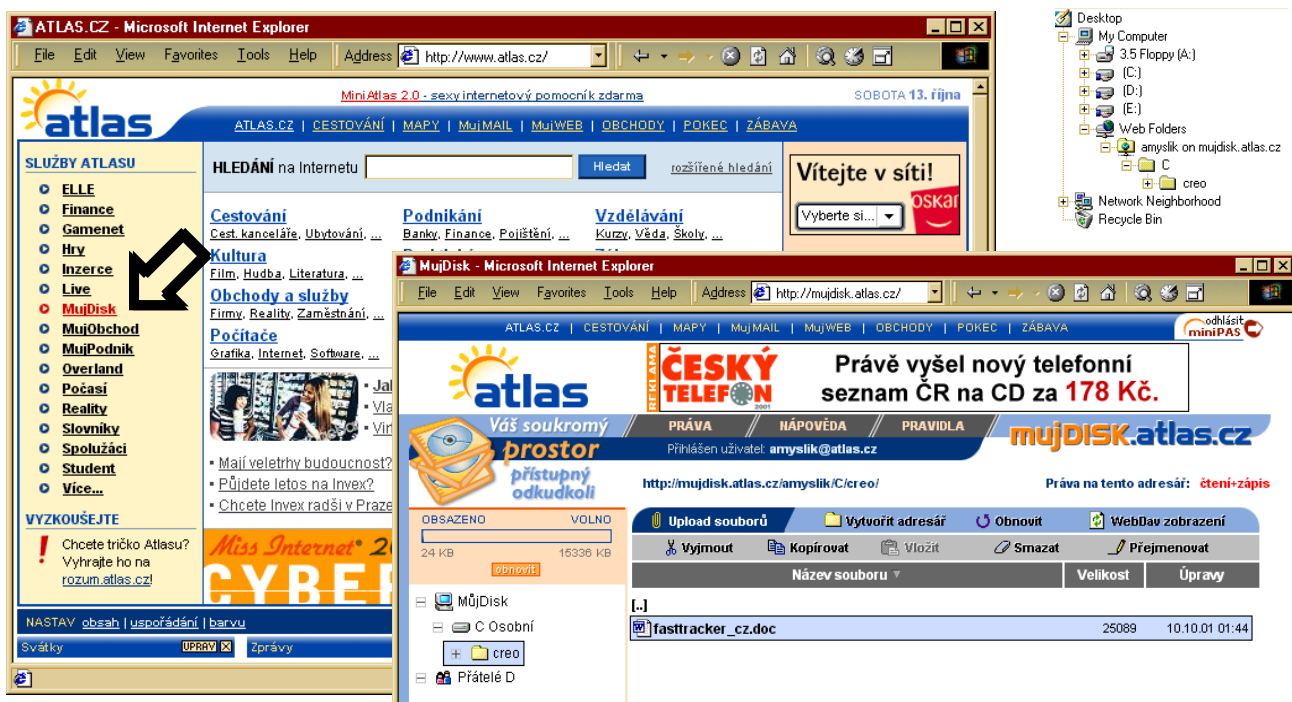 ATLAS.CZ - Microsoft Internet Explorer
File Edit View Favorites Tools Help Address http://www.atlas.cz/
MiniAtlas 2.0 - sexy internetový pomocník zdarma
SOBOTA 13. října
atlas
ATLAS.CZ | CESTOVÁNÍ | MAPY | MujMAIL | MujWEB | OBCHODY | POKEC | ZÁBAVA
SLUŽBY ATLASU
ELLE
Finance
Gamenet
Hry
Inzerce
Live
MujDisk
MujObchod
MujPodnik
Overland
Počasí
Reality
Slovníky
Spolužáci
Student
Více...
VYZKOUŠEJTE
Chcete tričko Atlasu?
Vyhrajte ho na
rozum.atlas.cz!
HLEDÁNÍ na Internetu Hledat rozšířené hledání
Cestování
Cest. kanceláře, Ubytování, ...
Podnikání
Banky, Finance, Pojištění, ...
Vzdělávání
Kurzy, Věda, Školy, ...
Kultura
Film, Hudba, Literatura, ...
Obchody a služby
Firmy, Reality, Zaměstnání, ...
Počítače
Grafika, Internet, Software, ...
Jak
Vla
Vir
Mají veletrhy budoucnost?
Půjdete letos na Invex?
Chcete Invex radši v Praze
Miss Internet 2
CYBER
Vítejte v síti!
Vyberte si...
oskar
NASTAV obsah | uspořádání | barvu
Svátky UPRAV X Zprávy
Desktop
My Computer
3.5 Floppy (A:)
(C:)
(D:)
(E:)
Web Folders
amyslik on mujdisk.atlas.cz
C
creo
Network Neighborhood
Recycle Bin
MujDisk - Microsoft Internet Explorer
File Edit View Favorites Tools Help Address http://mujdisk.atlas.cz/
ATLAS.CZ | CESTOVÁNÍ | MAPY | MujMAIL | MujWEB | OBCHODY | POKEC | ZÁBAVA
odhlásit
miniPAS
atlas
REKLAMA
ČESKÝ
TELEFON
2001
Právě vyšel nový telefonní
seznam ČR na CD za 178 Kč.
Váš soukromý
prostor
přístupný
odkudkoli
PRÁVA // NÁPOVĚDA // PRAVIDLA
mujDISK.atlas.cz
Přihlášen uživatel: amyslik@atlas.cz
http://mujdisk.atlas.cz/amyslik/C/creo/
Práva na tento adresář: čtení+zápis
OBSAZENO VOLNO
24 KB 15336 KB
obnovit
Upload souborů Vytvořit adresář Obnovit WebDav zobrazení
Vyjmout Kopírovat Vložit Smazat Přejmenovat
Název souboru Velikost Úpravy
[..]
fasttracker_cz.doc 25089 10.10.01 01:44
MůjDisk
C Osobní
creo
Přátelé D